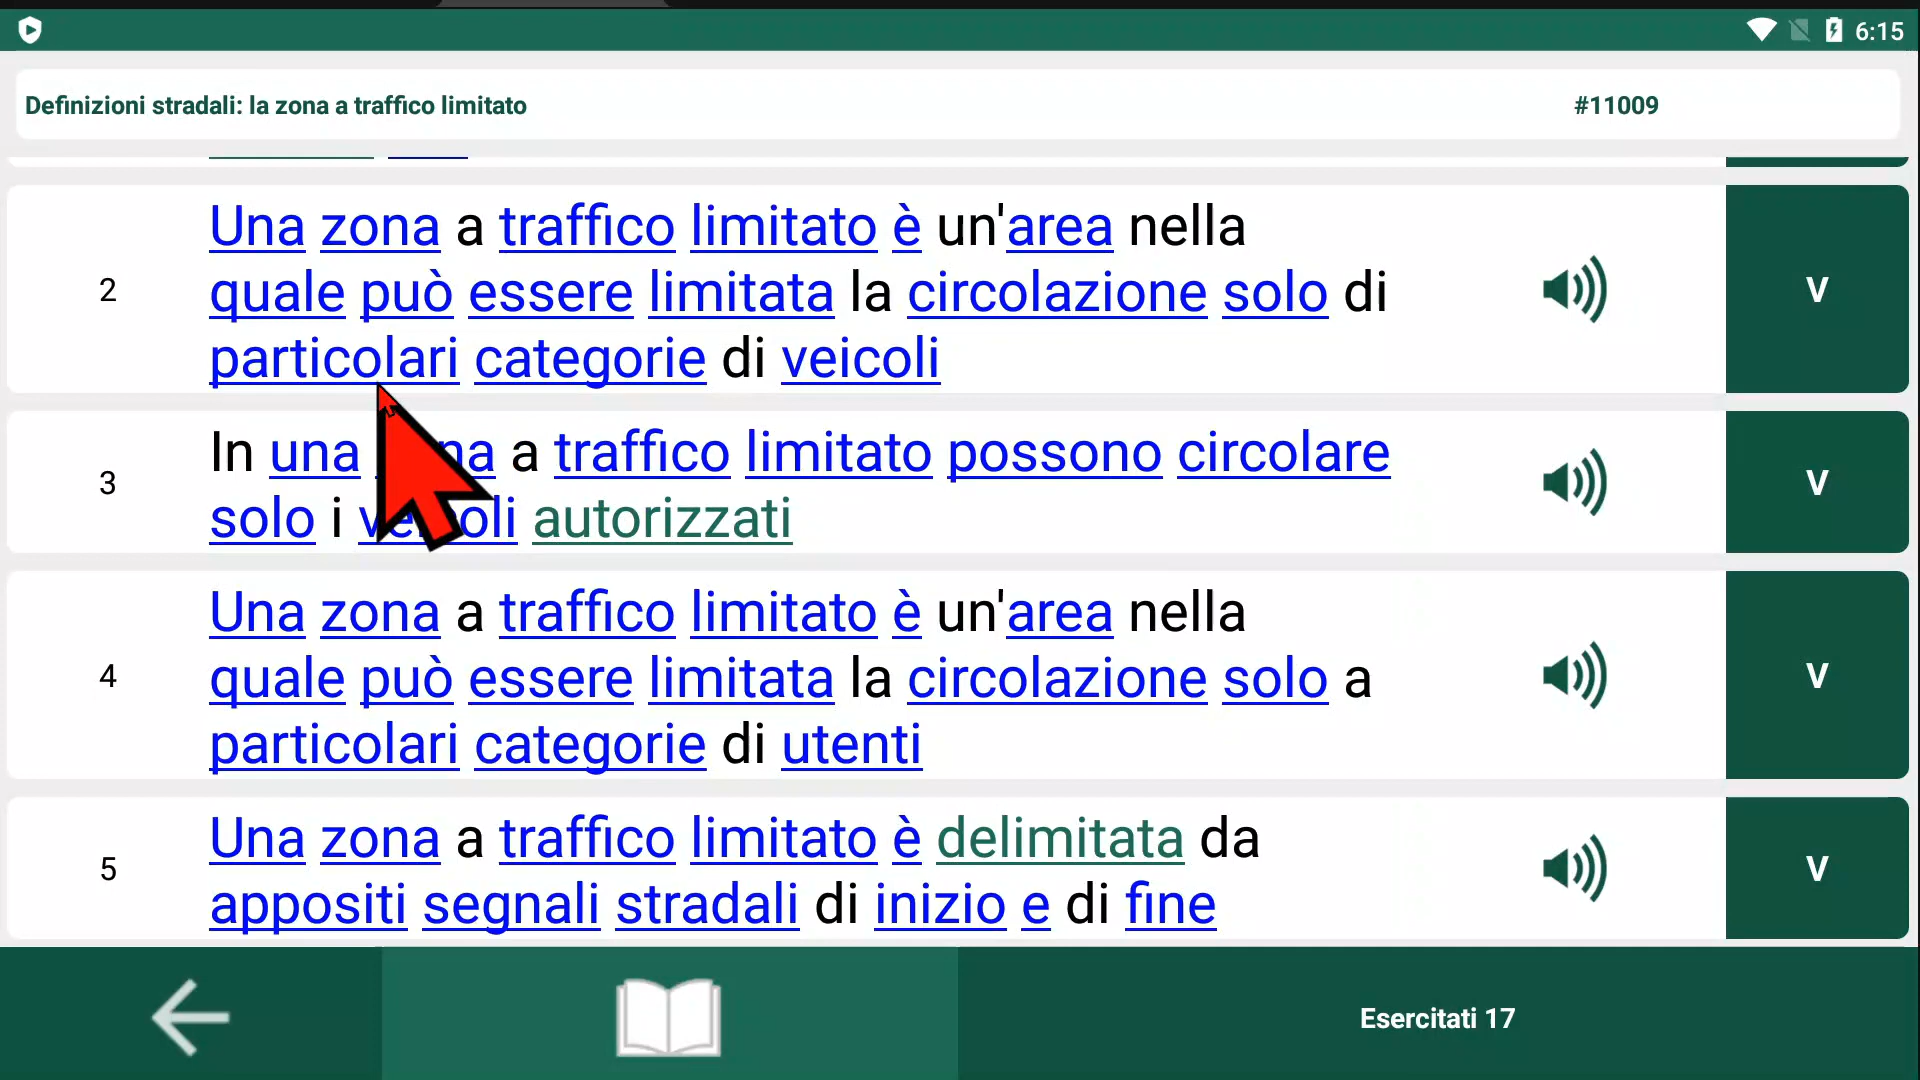 6:15
Definizioni stradali: la zona a traffico limitato
#11009
2
Una zona a traffico limitato è un'area nella
quale può essere limitata la circolazione solo di
particolari categorie di veicoli
V
3
In una a traffico limitato possono circolare
solo i autorizzati
V
4
Una zona a traffico limitato è un'area nella
quale può essere limitata la circolazione solo a
particolari categorie di utenti
V
5
Una zona a traffico limitato è delimitata da
appositi segnali stradali di inizio e di fine
V
Esercitati 17